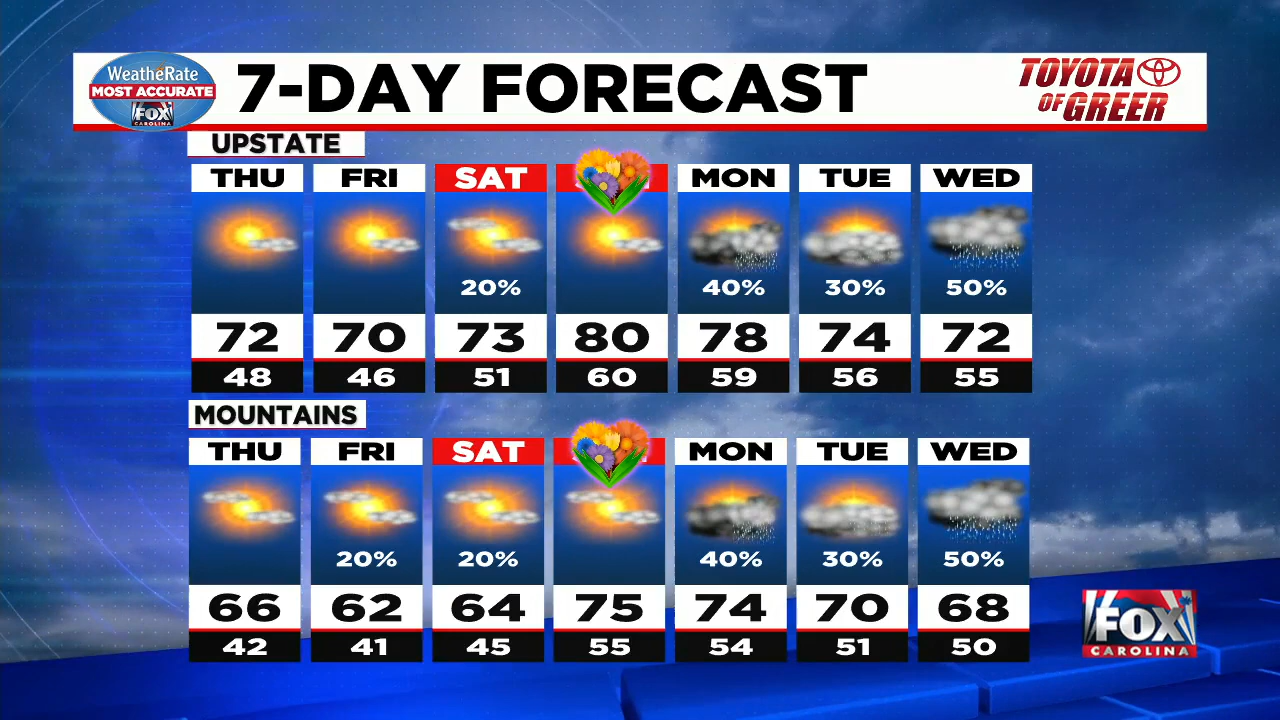 WeatheRate
MOST ACCURATE
FOX
CAROLINA
7-DAY FORECAST
TOYOTA
OF GREER
UPSTATE
THU FRI SAT MON TUE WED
20% 40% 30% 50%
72 70 73 80 78 74 72
48 46 51 60 59 56 55
MOUNTAINS
THU FRI SAT MON TUE WED
20% 20% 40% 30% 50%
66 62 64 75 74 70 68
42 41 45 55 54 51 50
FOX
CAROLINA